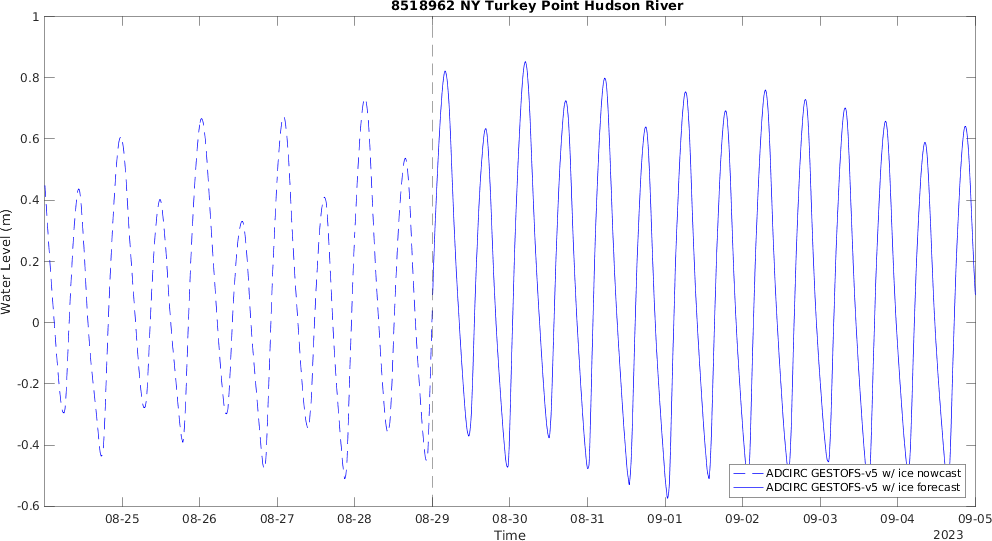 8518962 NY Turkey Point Hudson River
Water Level (m)
1
0.8
0.6
0.4
0.2
0
-0.2
-0.4
-0.6
ADCIRC GESTOFS-v5 w/ ice nowcast
ADCIRC GESTOFS-v5 w/ ice forecast
08-25 08-26 08-27 08-28 08-29 08-30 08-31 09-01 09-02 09-03 09-04 09-05
Time
2023